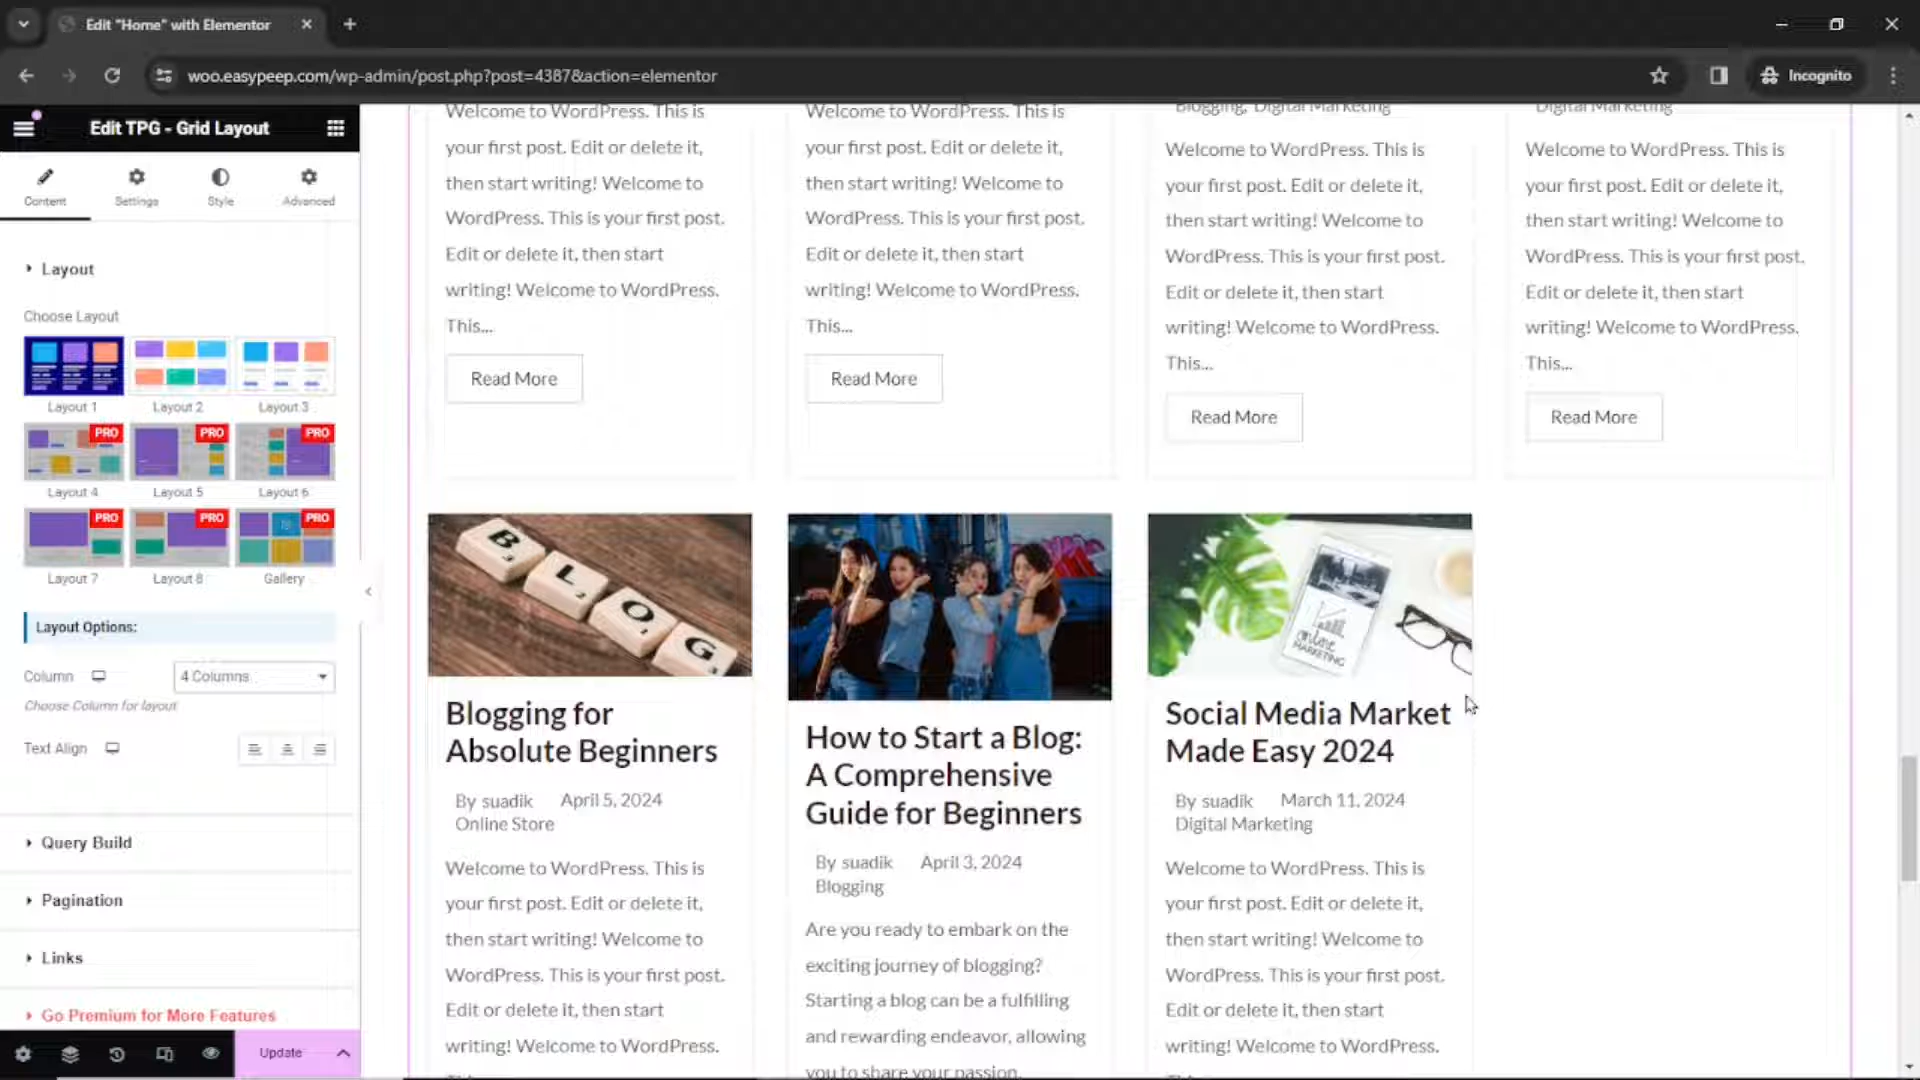 Edit "Home" with Elementor
woo.easypeep.com/wp-admin/post.php?post=4387&action=elementor
Incognito
Edit TPG - Grid Layout
Content
Settings
Style
Advanced
Layout
Choose Layout
Layout 1
Layout 2
Layout 3
PRO
PRO
PRO
Layout 4
Layout 5
Layout 6
PRO
PRO
PRO
Layout 7
Layout 8
Gallery
Layout Options:
Column
4 Columns
Choose Column for layout
Text Align
Query Build
Pagination
Links
Go Premium for More Features
Update
Welcome to WordPress. This is
your first post. Edit or delete it,
then start writing! Welcome to
WordPress. This is your first post.
Edit or delete it, then start
writing! Welcome to WordPress.
This...
Read More
Welcome to WordPress. This is
your first post. Edit or delete it,
then start writing! Welcome to
WordPress. This is your first post.
Edit or delete it, then start
writing! Welcome to WordPress.
This...
Read More
Blogging, Digital Marketing
Welcome to WordPress. This is
your first post. Edit or delete it,
then start writing! Welcome to
WordPress. This is your first post.
Edit or delete it, then start
writing! Welcome to WordPress.
This...
Read More
Digital Marketing
Welcome to WordPress. This is
your first post. Edit or delete it,
then start writing! Welcome to
WordPress. This is your first post.
Edit or delete it, then start
writing! Welcome to WordPress.
This...
Read More
BLOG
Blogging for
Absolute Beginners
By suadik April 5, 2024
Online Store
Welcome to WordPress. This is
your first post. Edit or delete it,
then start writing! Welcome to
WordPress. This is your first post.
Edit or delete it, then start
writing! Welcome to WordPress.
How to Start a Blog:
A Comprehensive
Guide for Beginners
By suadik April 3, 2024
Blogging
Are you ready to embark on the
exciting journey of blogging?
Starting a blog can be a fulfilling
and rewarding endeavor, allowing
you to share your passion,
online
MARKETING
Social Media Market
Made Easy 2024
By suadik March 11, 2024
Digital Marketing
Welcome to WordPress. This is
your first post. Edit or delete it,
then start writing! Welcome to
WordPress. This is your first post.
Edit or delete it, then start
writing! Welcome to WordPress.